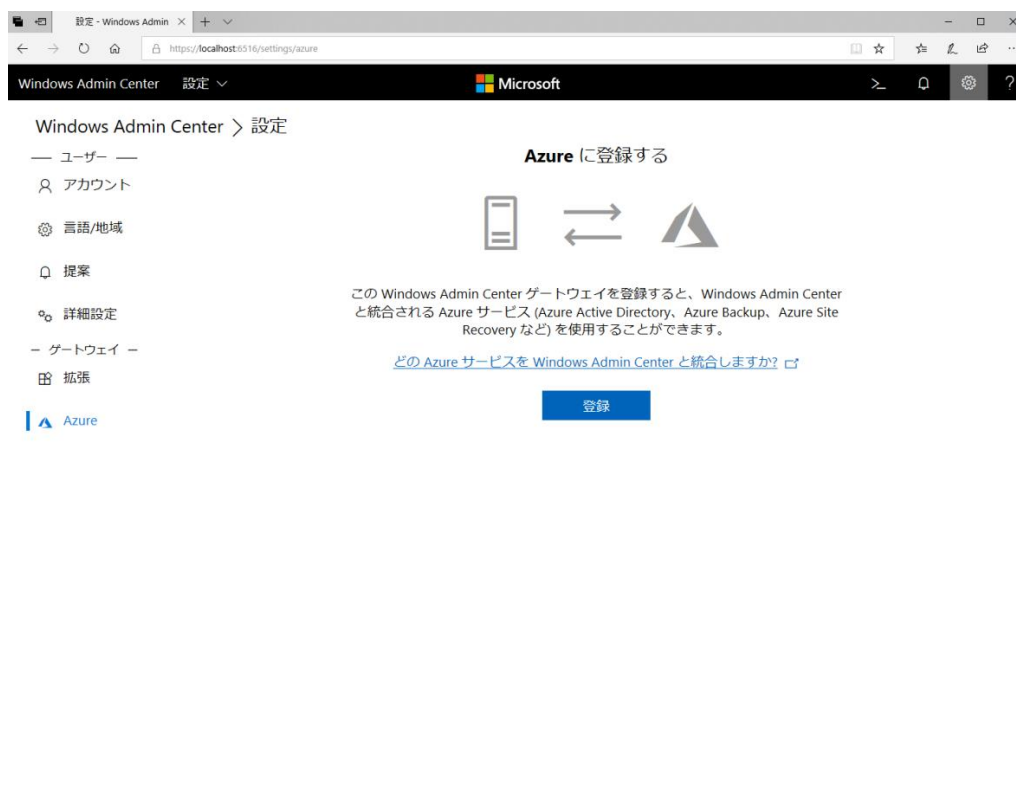 設定 - Windows Admin
https://localhost:6516/settings/azure
Windows Admin Center 設定
Microsoft
Windows Admin Center > 設定
ユーザー
アカウント
言語/地域
提案
詳細設定
ゲートウェイ
拡張
Azure
Azure に登録する
この Windows Admin Center ゲートウェイを登録すると、Windows Admin Center
と統合される Azure サービス (Azure Active Directory、Azure Backup、Azure Site
Recovery など) を使用することができます。
どの Azure サービスを Windows Admin Center と統合しますか?
登録